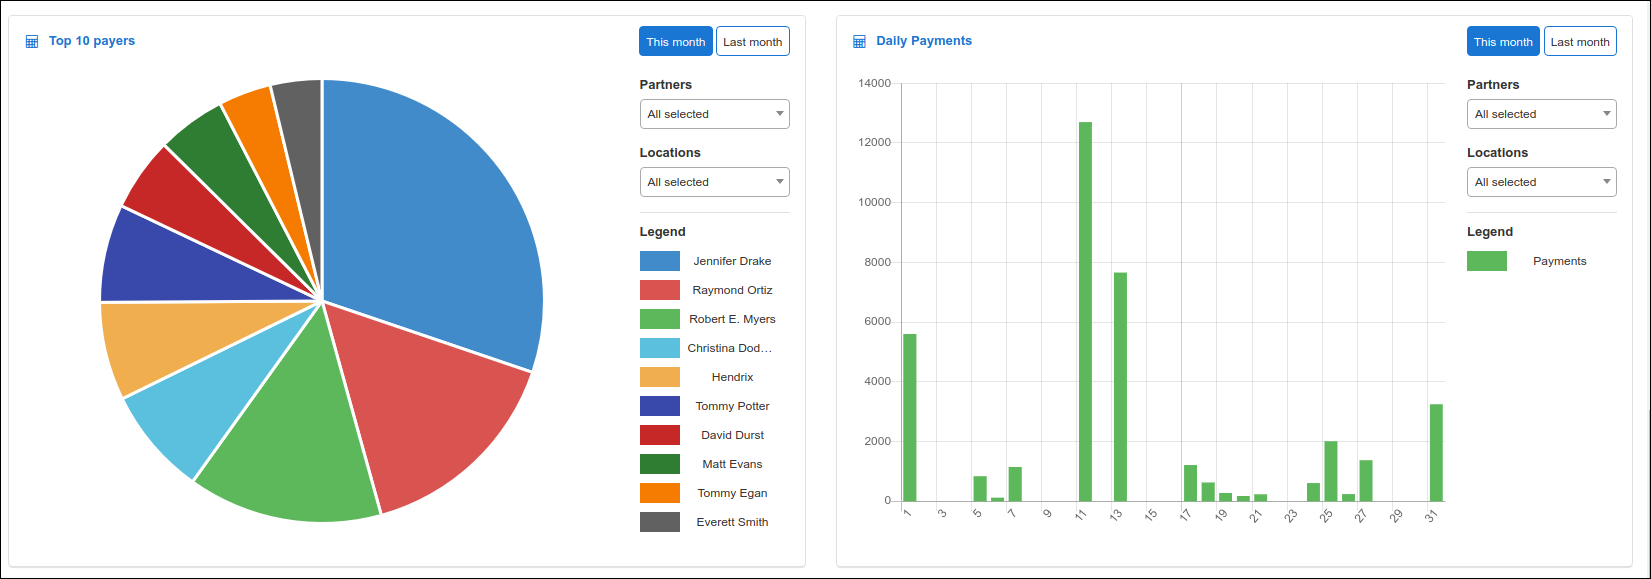 Top 10 payers
This month
Last month
Partners
All selected
Locations
All selected
Legend
Jennifer Drake
Raymond Ortiz
Robert E. Myers
Christina Dod...
Hendrix
Tommy Potter
David Durst
Matt Evans
Tommy Egan
Everett Smith
Daily Payments
This month
Last month
14000
12000
10000
8000
6000
4000
2000
0
1 3 5 7 9 11 13 15 17 19 21 23 25 27 29 31
Partners
All selected
Locations
All selected
Legend
Payments